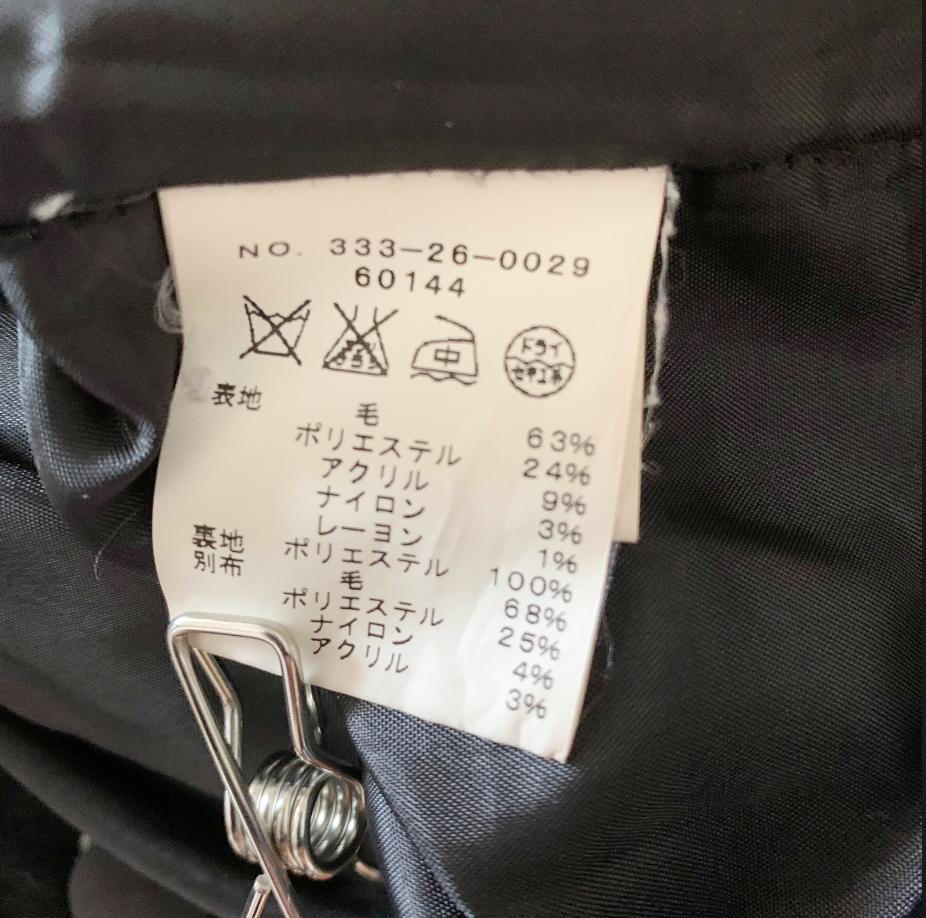 NO. 333-26-0029
60144
中 ドライ
セキユ系
表地 毛 63%
ポリエステル 24%
アクリル 9%
ナイロン 3%
レーヨン 1%
裏地 ポリエステル 100%
別布 毛 68%
ポリエステル 25%
ナイロン 4%
アクリル 3%